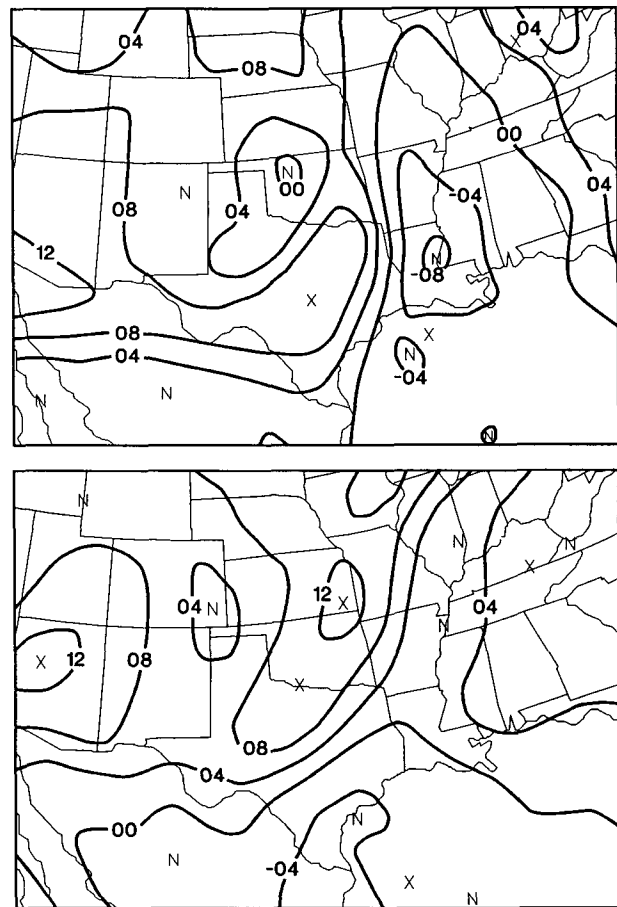 04 08 04
X
00
N N
08 04 00 -04 04
12
N
-08
X
08 X
04 N
-04
N N
N
N
N X N
04 N 12 X
04
N
X 12 08
X
08
04
00 N
N -04
X N